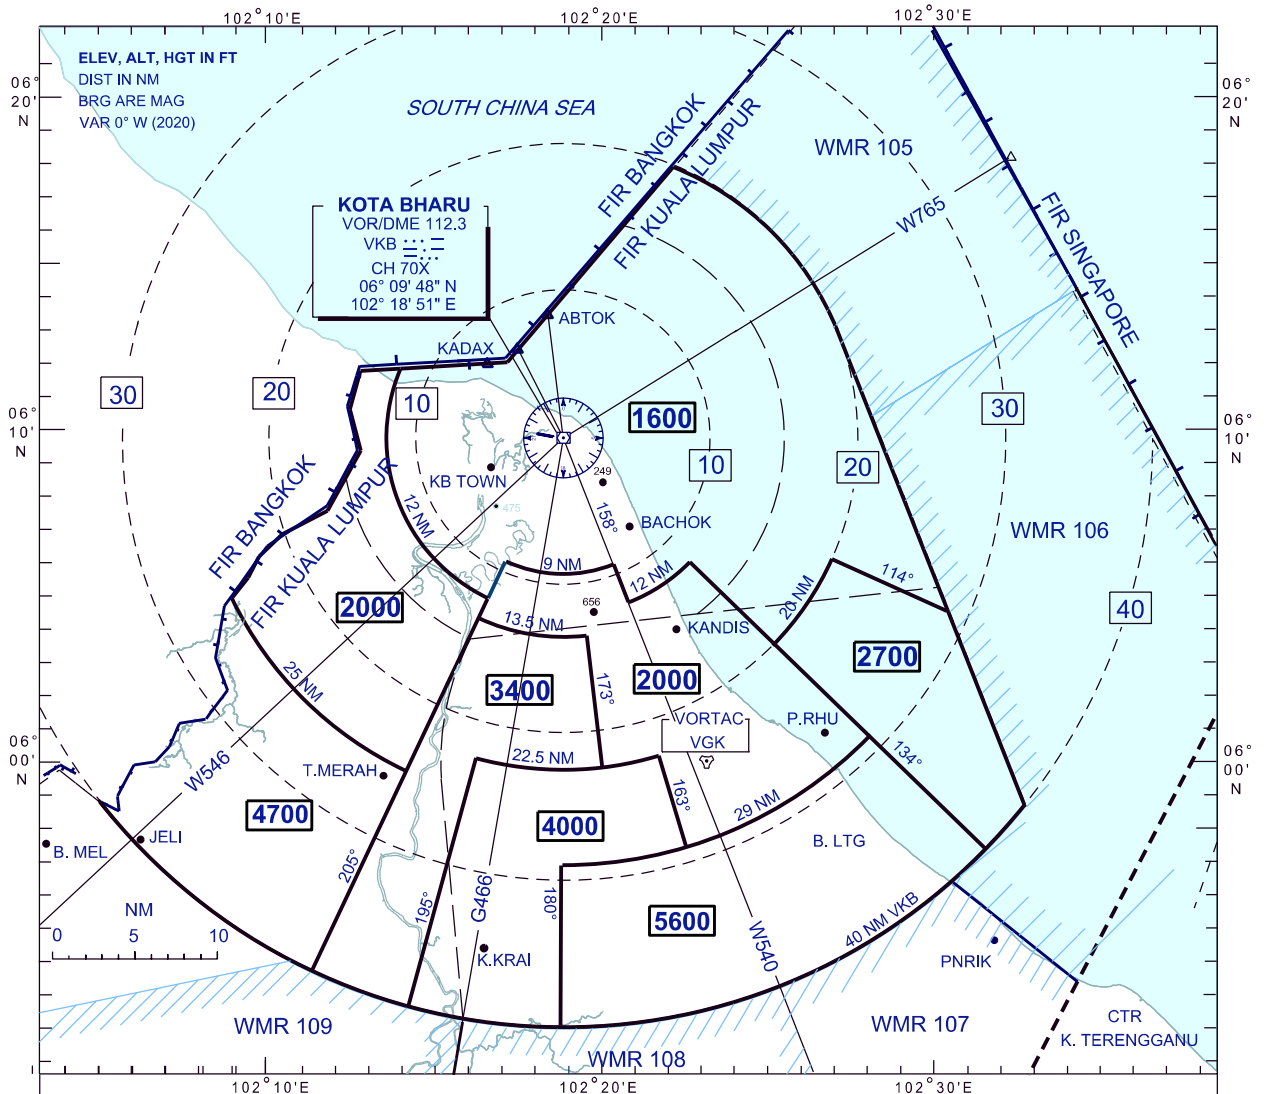 102°10'E
102°20'E
102°30'E
ELEV, ALT, HGT IN FT
DIST IN NM
BRG ARE MAG
VAR 0° W (2020)
06°
20'
N
06°
20'
N
SOUTH CHINA SEA
FIR BANGKOK
FIR KUALA LUMPUR
WMR 105
W765
FIR SINGAPORE
KOTA BHARU
VOR/DME 112.3
VKB
CH 70X
06° 09' 48" N
102° 18' 51" E
ABTOK
KADAX
30
20
10
1600
30
06°
10'
N
06°
10'
N
10
20
KB TOWN
249
475
BACHOK
158°
12 NM
FIR BANGKOK
FIR KUALA LUMPUR
WMR 106
9 NM
12 NM
114°
20 NM
2000
656
13.5 NM
KANDIS
40
2700
25 NM
3400
173°
2000
VORTAC
VGK
P.RHU
134°
06°
00'
N
06°
00'
N
W546
T.MERAH
22.5 NM
163°
29 NM
4700
4000
B. LTG
JELI
B. MEL
205°
195°
G466
180°
5600
W540
40 NM VKB
NM
0 5 10
K.KRAI
PNRIK
WMR 109
WMR 108
WMR 107
CTR
K. TERENGGANU
102°10'E
102°20'E
102°30'E